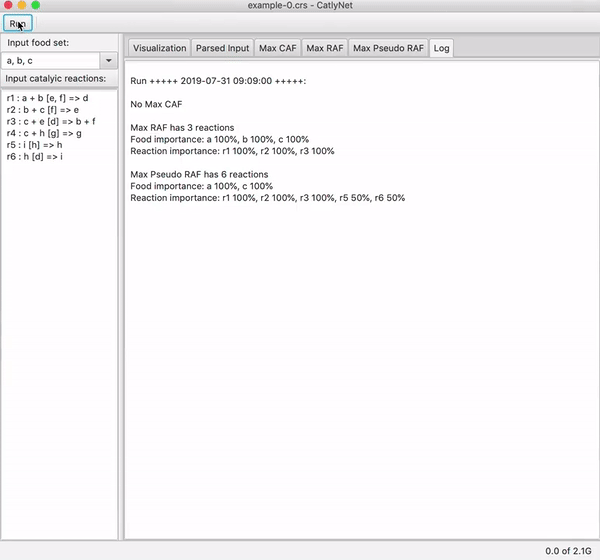 example-0.crs - CatlyNet
Run
Input food set:
a, b, c
Input catalyic reactions:
r1 : a + b [e, f] => d
r2 : b + c [f] => e
r3 : c + e [d] => b + f
r4 : c + h [g] => g
r5 : i [h] => h
r6 : h [d] => i
Visualization Parsed Input Max CAF Max RAF Max Pseudo RAF Log
Run +++++ 2019-07-31 09:09:00 +++++:
No Max CAF
Max RAF has 3 reactions
Food importance: a 100%, b 100%, c 100%
Reaction importance: r1 100%, r2 100%, r3 100%
Max Pseudo RAF has 6 reactions
Food importance: a 100%, c 100%
Reaction importance: r1 100%, r2 100%, r3 100%, r5 50%, r6 50%
0.0 of 2.1G